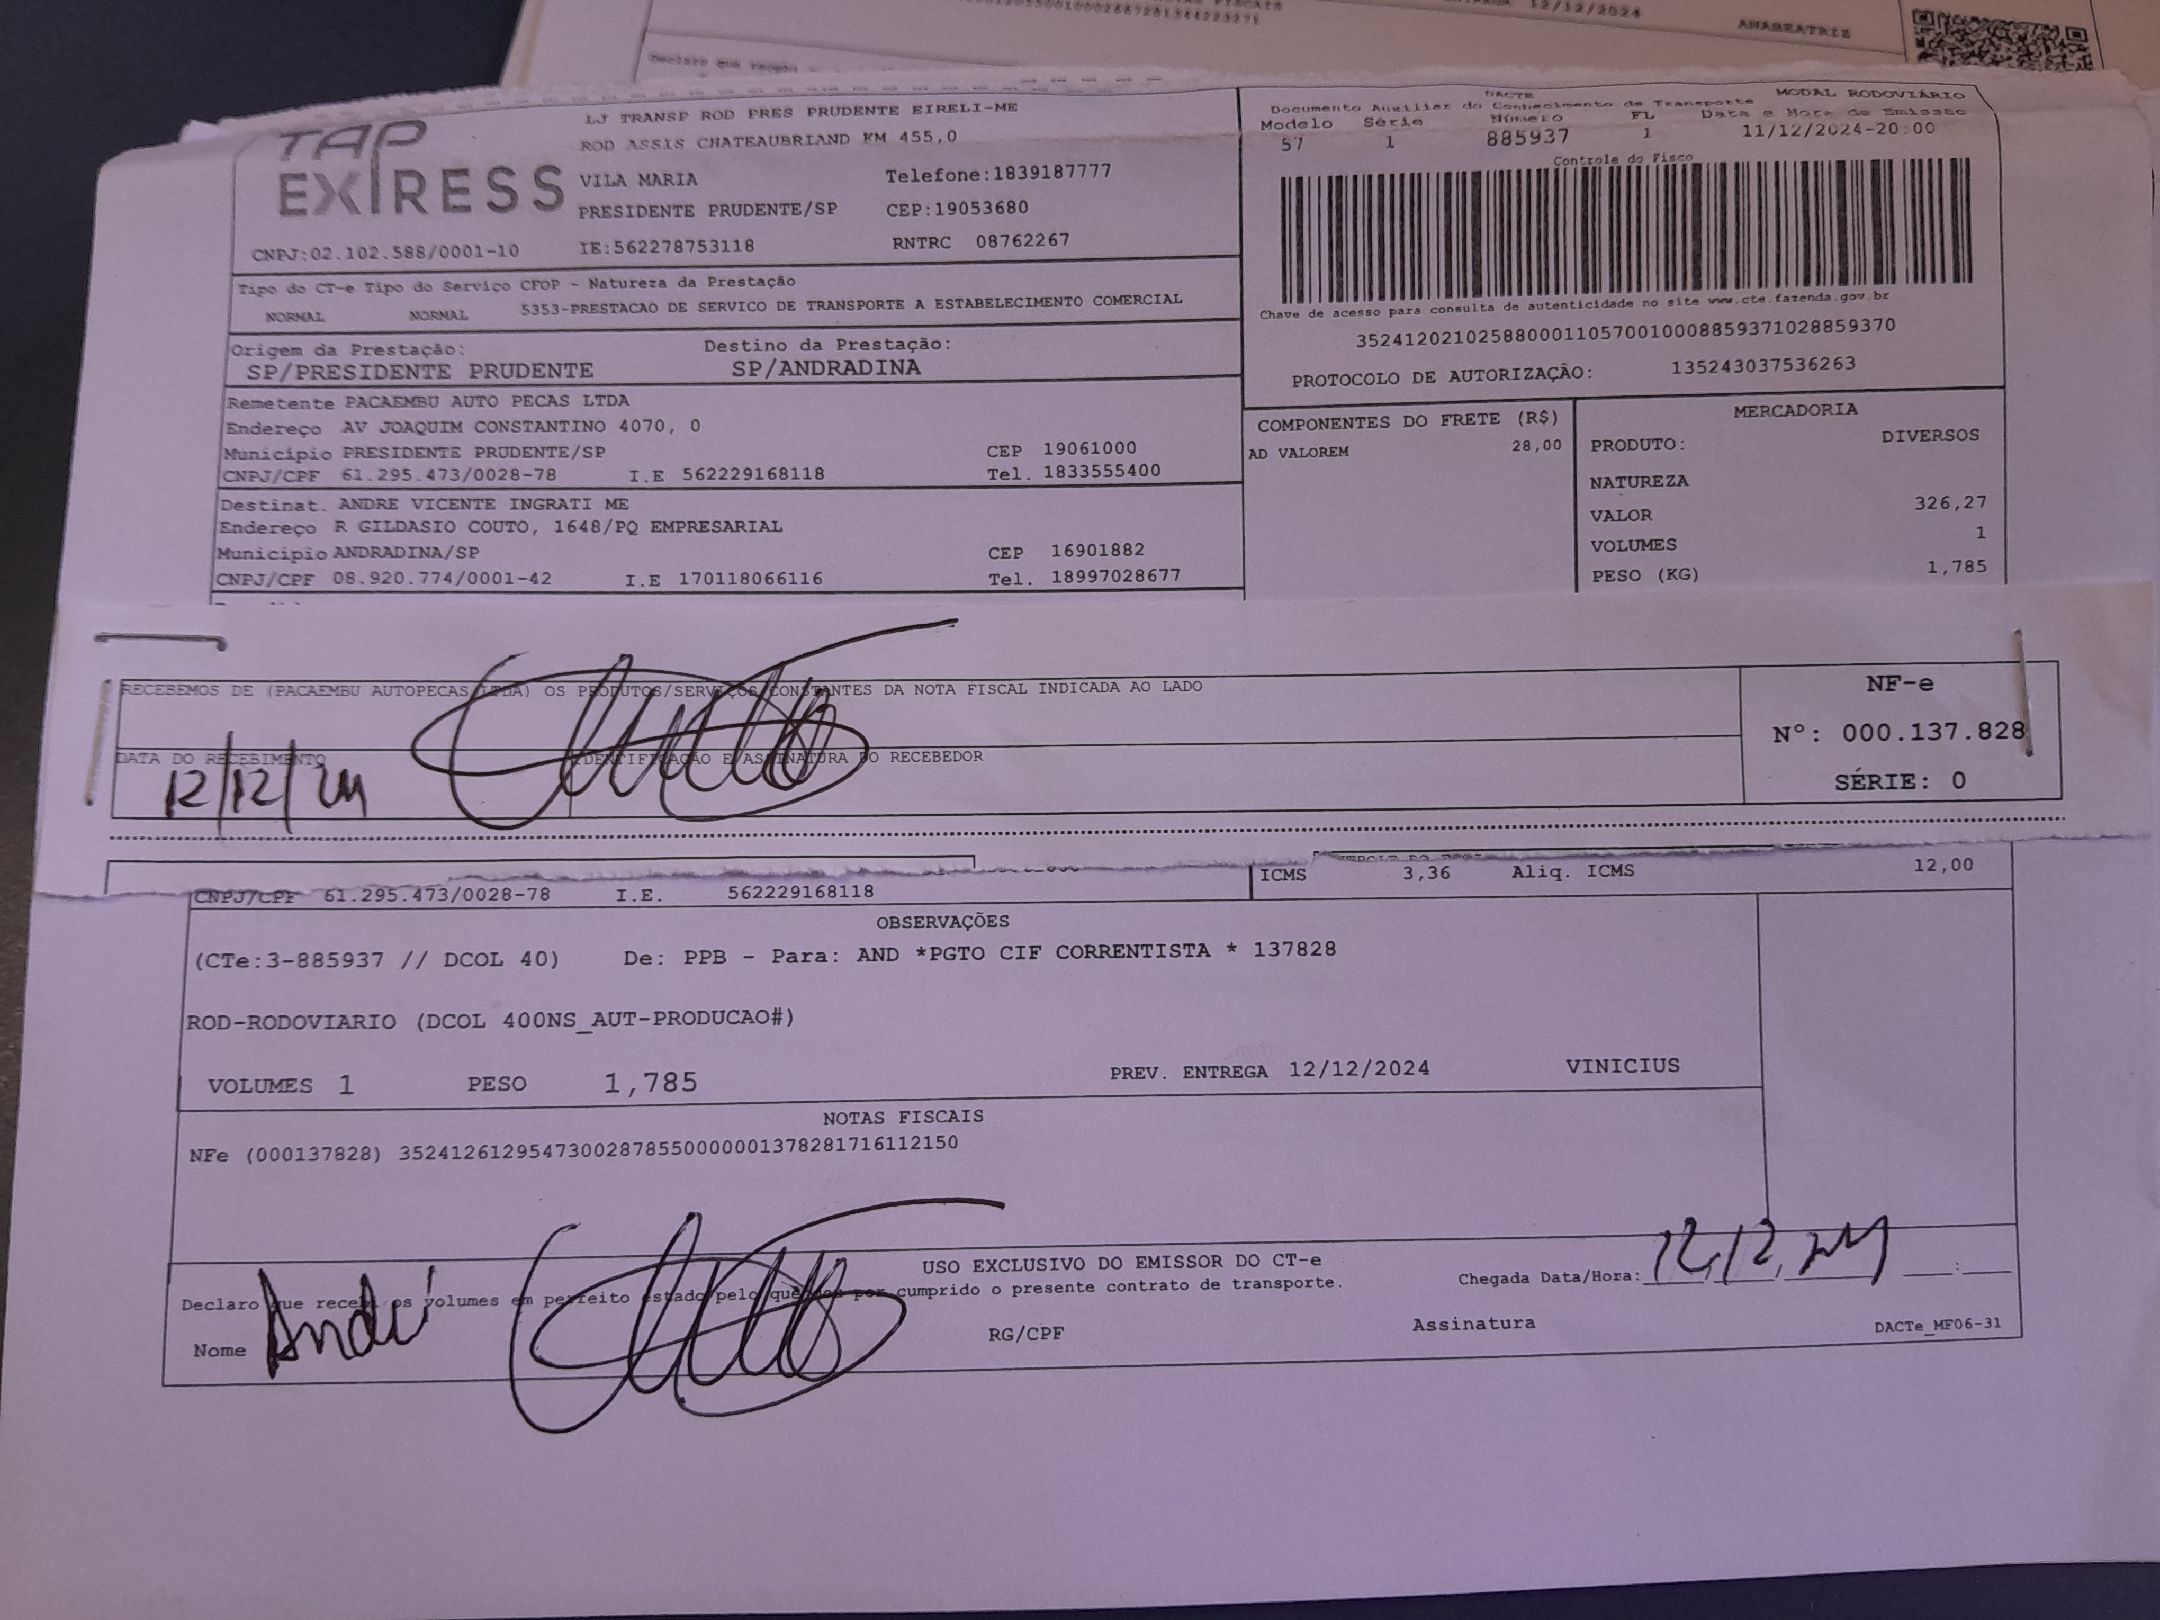 12/12/2024
ANABEATRIZ
TAP EXPRESS
LJ TRANSP ROD PRES PRUDENTE EIRELI-ME
ROD ASSIS CHATEAUBRIAND KM 455,0
VILA MARIA Telefone:1839187777
PRESIDENTE PRUDENTE/SP CEP:19053680
CNPJ:02.102.588/0001-10 IE:562278753118 RNTRC 08762267
DACTE MODAL RODOVIÁRIO
Documento Auxiliar do Conhecimento de Transporte
Modelo Série Número FL Data e Hora de Emissão
57 1 885937 1 11/12/2024-20:00
Controle do Fisco
Chave de acesso para consulta de autenticidade no site www.cte.fazenda.gov.br
35241202102588000110570010008859371028859370
PROTOCOLO DE AUTORIZAÇÃO: 135243037536263
Tipo do CT-e Tipo do Serviço CFOP - Natureza da Prestação
NORMAL NORMAL 5353-PRESTACAO DE SERVICO DE TRANSPORTE A ESTABELECIMENTO COMERCIAL
Origem da Prestação: Destino da Prestação:
SP/PRESIDENTE PRUDENTE SP/ANDRADINA
Remetente PACAEMBU AUTO PECAS LTDA
Endereço AV JOAQUIM CONSTANTINO 4070, 0
Município PRESIDENTE PRUDENTE/SP CEP 19061000
CNPJ/CPF 61.295.473/0028-78 I.E 562229168118 Tel. 1833555400
Destinat. ANDRE VICENTE INGRATI ME
Endereço R GILDASIO COUTO, 1648/PQ EMPRESARIAL
Município ANDRADINA/SP CEP 16901882
CNPJ/CPF 08.920.774/0001-42 I.E 170118066116 Tel. 18997028677
COMPONENTES DO FRETE (R$)
AD VALOREM 28,00
MERCADORIA
PRODUTO: DIVERSOS
NATUREZA
VALOR 326,27
VOLUMES 1
PESO (KG) 1,785
RECEBEMOS DE (PACAEMBU AUTOPECAS LTDA) OS PRODUTOS/SERVIÇOS CONSTANTES DA NOTA FISCAL INDICADA AO LADO
DATA DO RECEBIMENTO IDENTIFICAÇÃO E ASSINATURA DO RECEBEDOR
12/12/24
NF-e
Nº: 000.137.828
SÉRIE: 0
CNPJ/CPF 61.295.473/0028-78 I.E. 562229168118
ICMS 3,36 Aliq. ICMS 12,00
OBSERVAÇÕES
(CTe:3-885937 // DCOL 40) De: PPB - Para: AND *PGTO CIF CORRENTISTA * 137828
ROD-RODOVIARIO (DCOL 400NS_AUT-PRODUCAO#)
VOLUMES 1 PESO 1,785 PREV. ENTREGA 12/12/2024 VINICIUS
NOTAS FISCAIS
NFe (000137828) 35241261295473002878550000001378281716112150
USO EXCLUSIVO DO EMISSOR DO CT-e
Declaro que recebi os volumes em perfeito estado pelo que dou por cumprido o presente contrato de transporte.
Chegada Data/Hora: 12/12/24 __:__
Nome André RG/CPF Assinatura DACTe_MF06-31